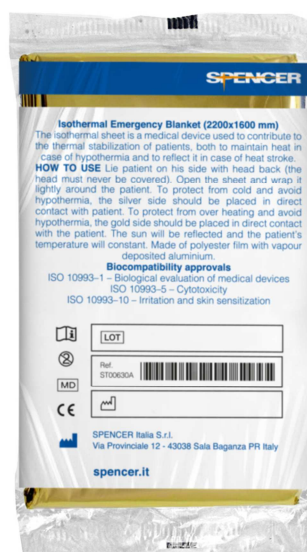 SPENCER
Isothermal Emergency Blanket (2200x1600 mm)
The isothermal sheet is a medical device used to contribute to
the thermal stabilization of patients, both to maintain heat in
case of hypothermia and to reflect it in case of heat stroke.
HOW TO USE Lie patient on his side with head back (the
head must never be covered). Open the sheet and wrap it
lightly around the patient. To protect from cold and avoid
hypothermia, the silver side should be placed in direct
contact with patient. To protect from over heating and avoid
hypothermia, the gold side should be placed in direct contact
with the patient. The sun will be reflected and the patient's
temperature will constant. Made of polyester film with vapour
deposited aluminium.
Biocompatibility approvals
ISO 10993–1 – Biological evaluation of medical devices
ISO 10993–5 – Cytotoxicity
ISO 10993–10 – Irritation and skin sensitization
LOT
Ref.
ST00630A
2
MD
CE
SPENCER Italia S.r.l.
Via Provinciale 12 - 43038 Sala Baganza PR Italy
spencer.it